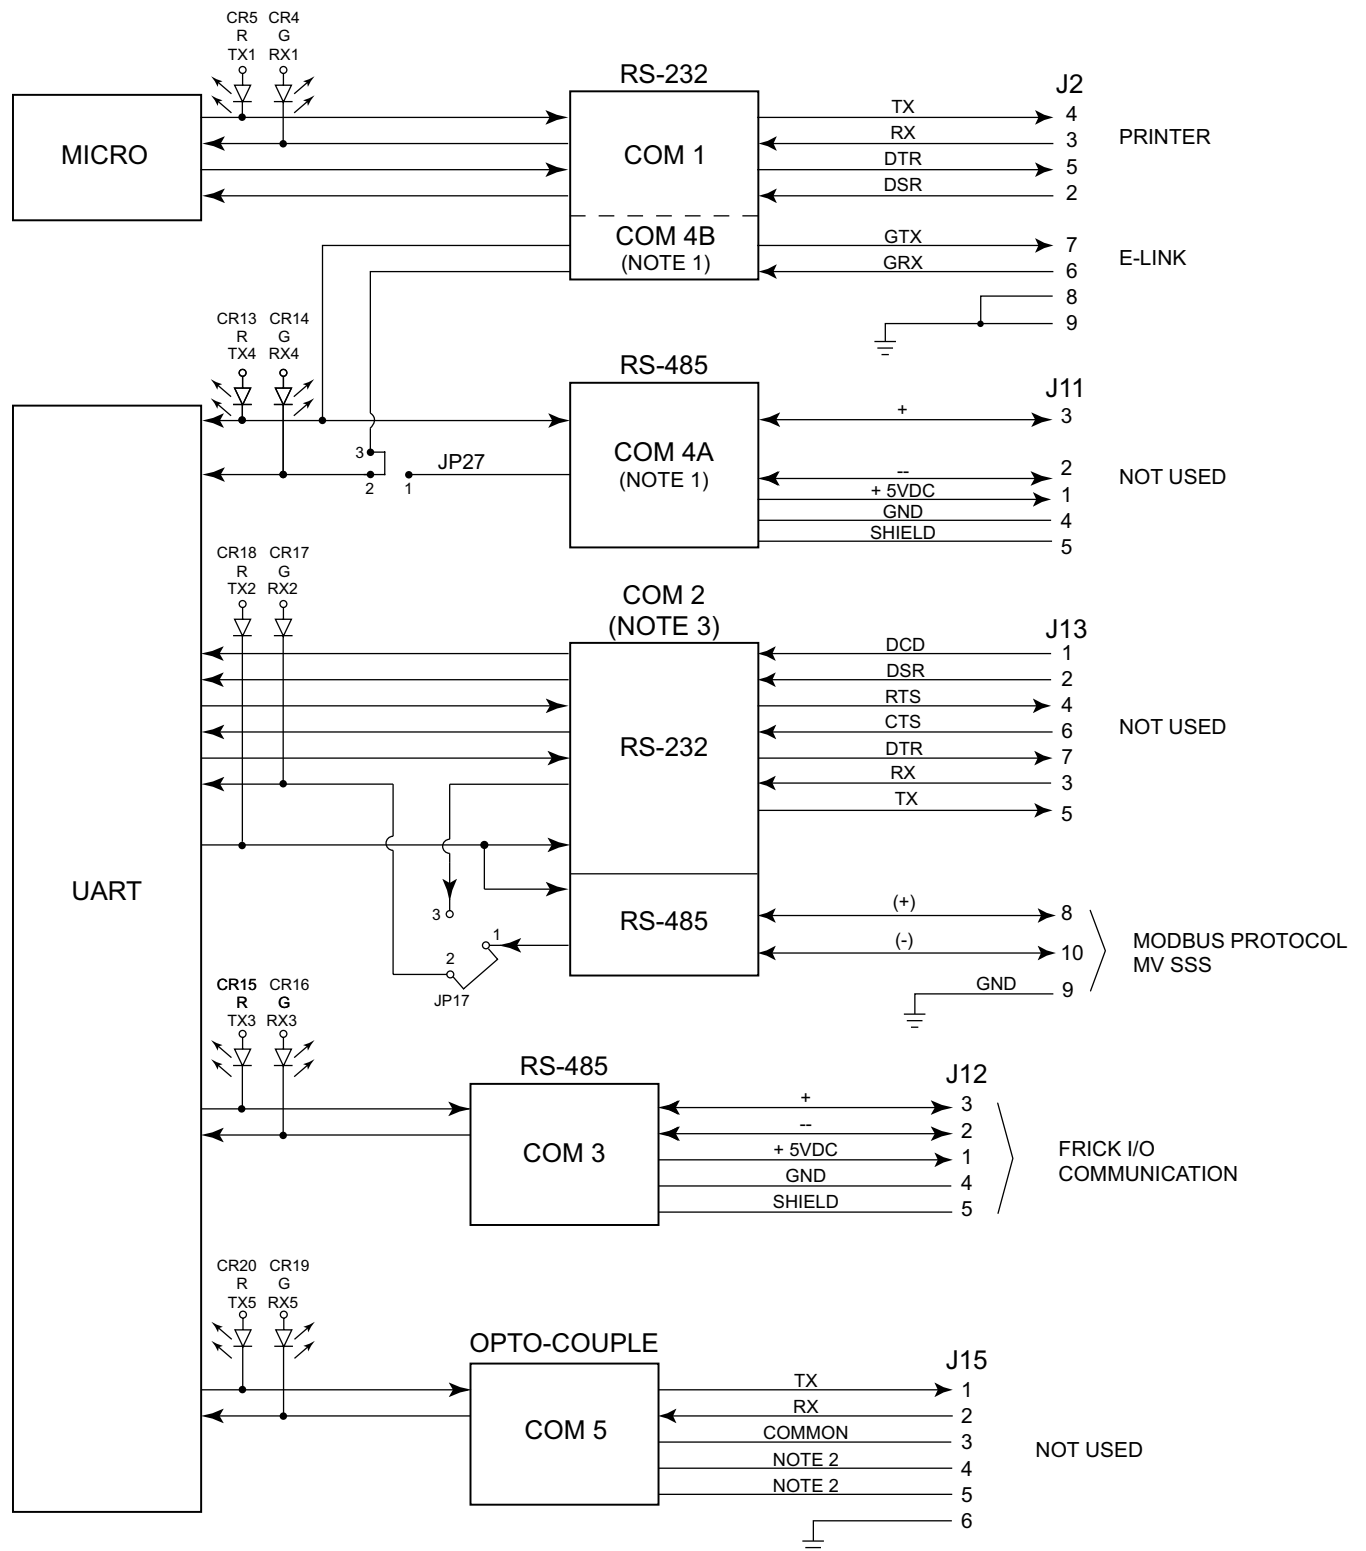 CR5 CR4
R G
TX1 RX1
RS-232
J2
MICRO
COM 1
TX 4
RX 3
DTR 5
DSR 2
PRINTER
COM 4B
(NOTE 1)
GTX 7
GRX 6
8
9
E-LINK
CR13 CR14
R G
TX4 RX4
RS-485
J11
COM 4A
(NOTE 1)
+ 3
-- 2
+ 5VDC 1
GND 4
SHIELD 5
NOT USED
3
2 1
JP27
UART
CR18 CR17
R G
TX2 RX2
COM 2
(NOTE 3)
J13
RS-232
DCD 1
DSR 2
RTS 4
CTS 6
DTR 7
RX 3
TX 5
NOT USED
RS-485
(+) 8
(-) 10
GND 9
MODBUS PROTOCOL
MV SSS
3
1
2
JP17
CR15 CR16
R G
TX3 RX3
RS-485
J12
COM 3
+ 3
-- 2
+ 5VDC 1
GND 4
SHIELD 5
FRICK I/O
COMMUNICATION
CR20 CR19
R G
TX5 RX5
OPTO-COUPLE
J15
COM 5
TX 1
RX 2
COMMON 3
NOTE 2 4
NOTE 2 5
6
NOT USED